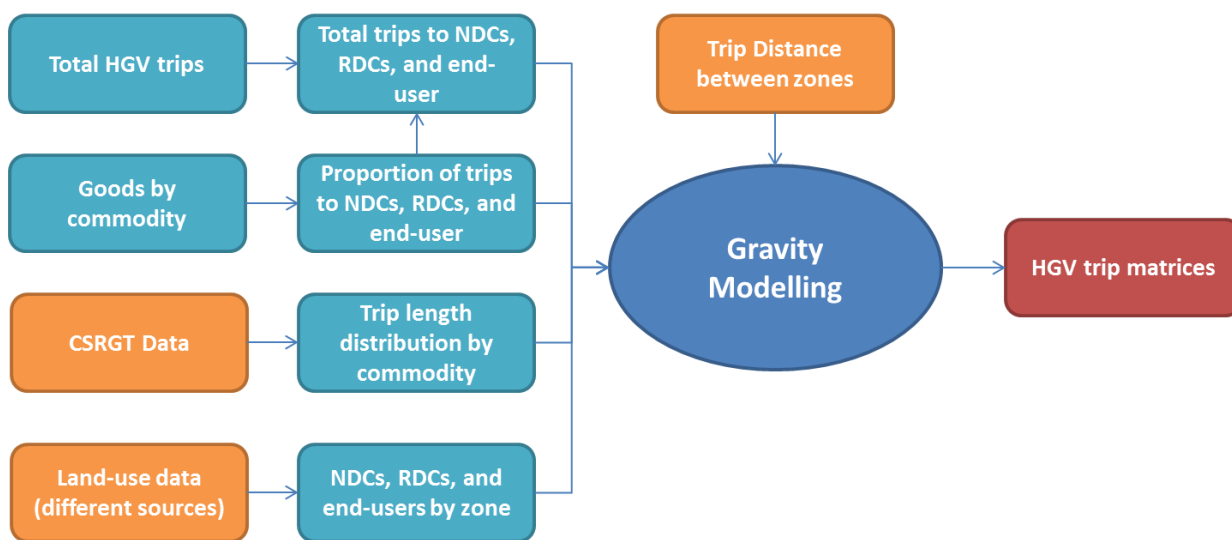 Total HGV trips
Total trips to NDCs,
RDCs, and end-
user
Trip Distance
between zones
Goods by
commodity
Proportion of trips
to NDCs, RDCs, and
end-user
Gravity
Modelling
HGV trip matrices
CSRGT Data
Trip length
distribution by
commodity
Land-use data
(different sources)
NDCs, RDCs, and
end-users by zone